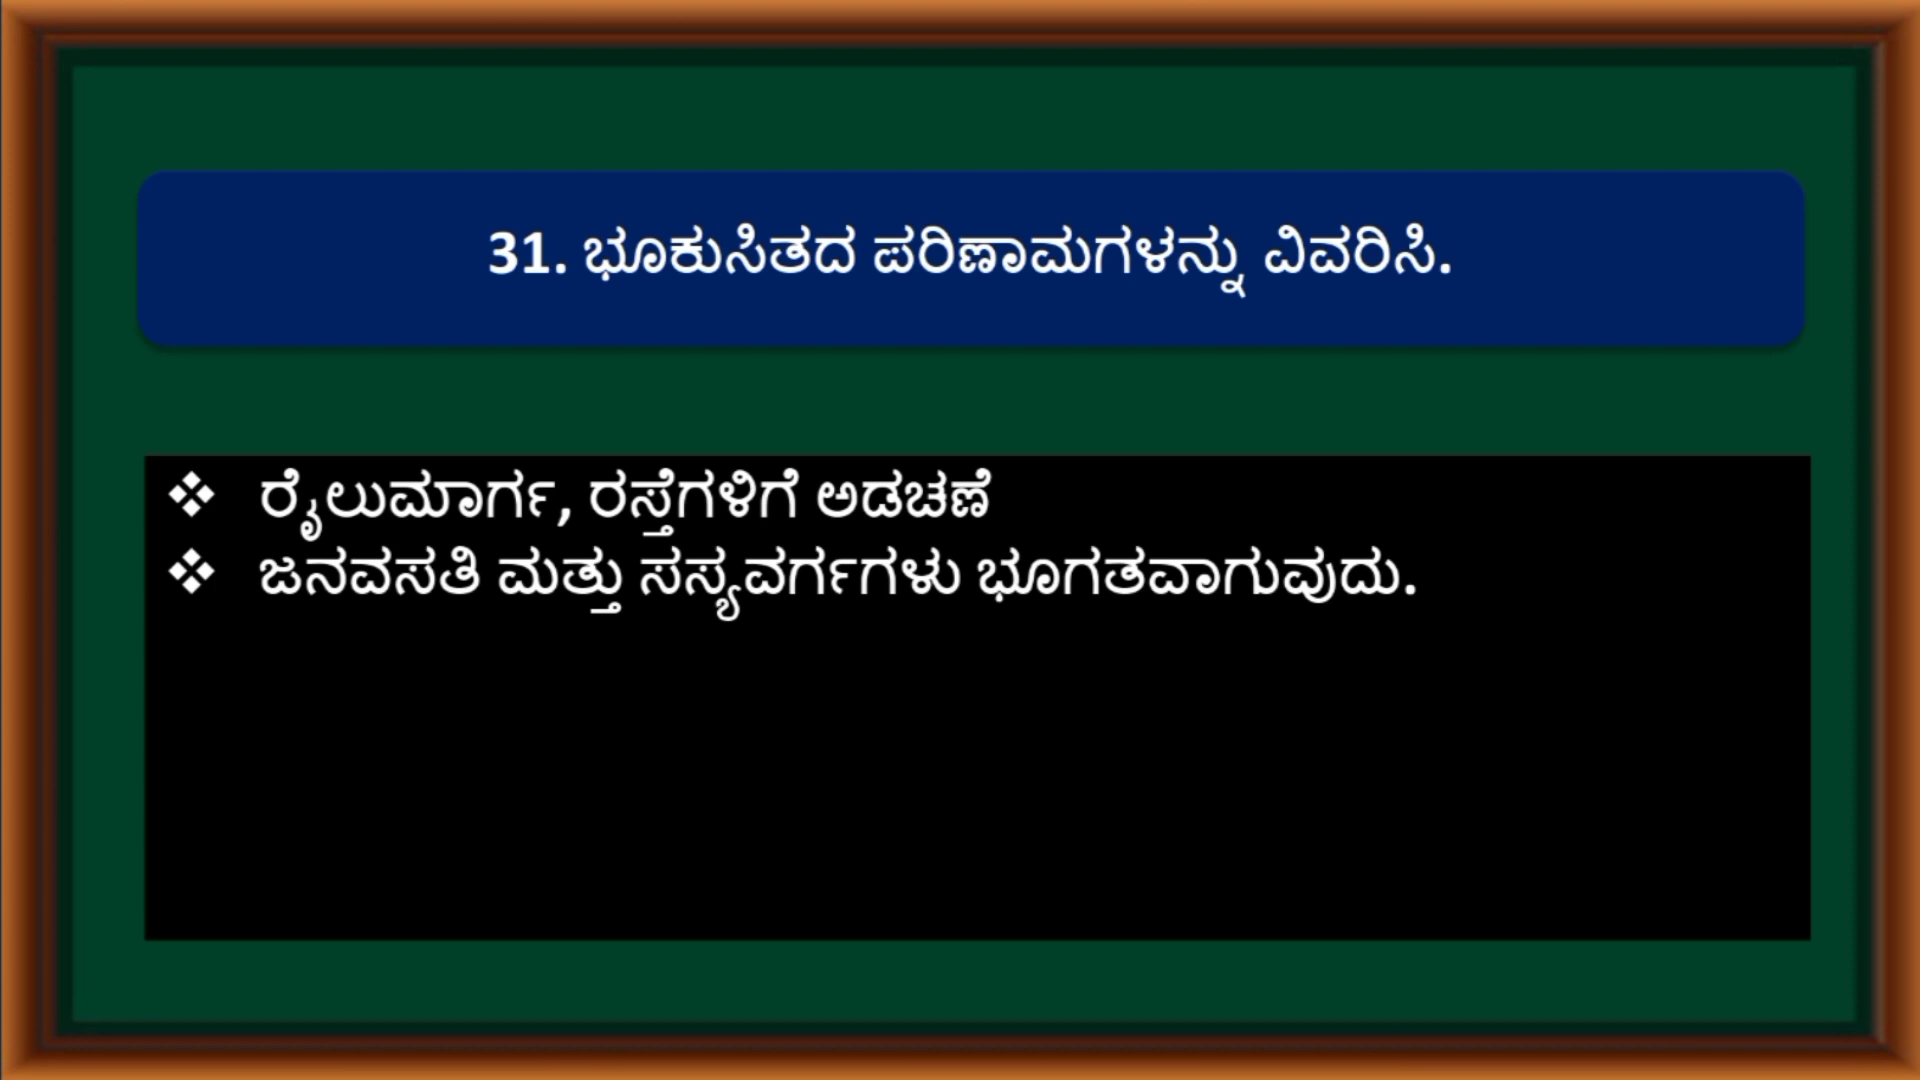 31. ಭೂಕುಸಿತದ ಪರಿಣಾಮಗಳನ್ನು ವಿವರಿಸಿ.
❖ ರೈಲುಮಾರ್ಗ, ರಸ್ತೆಗಳಿಗೆ ಅಡಚಣೆ
❖ ಜನವಸತಿ ಮತ್ತು ಸಸ್ಯವರ್ಗಗಳು ಭೂಗತವಾಗುವುದು.